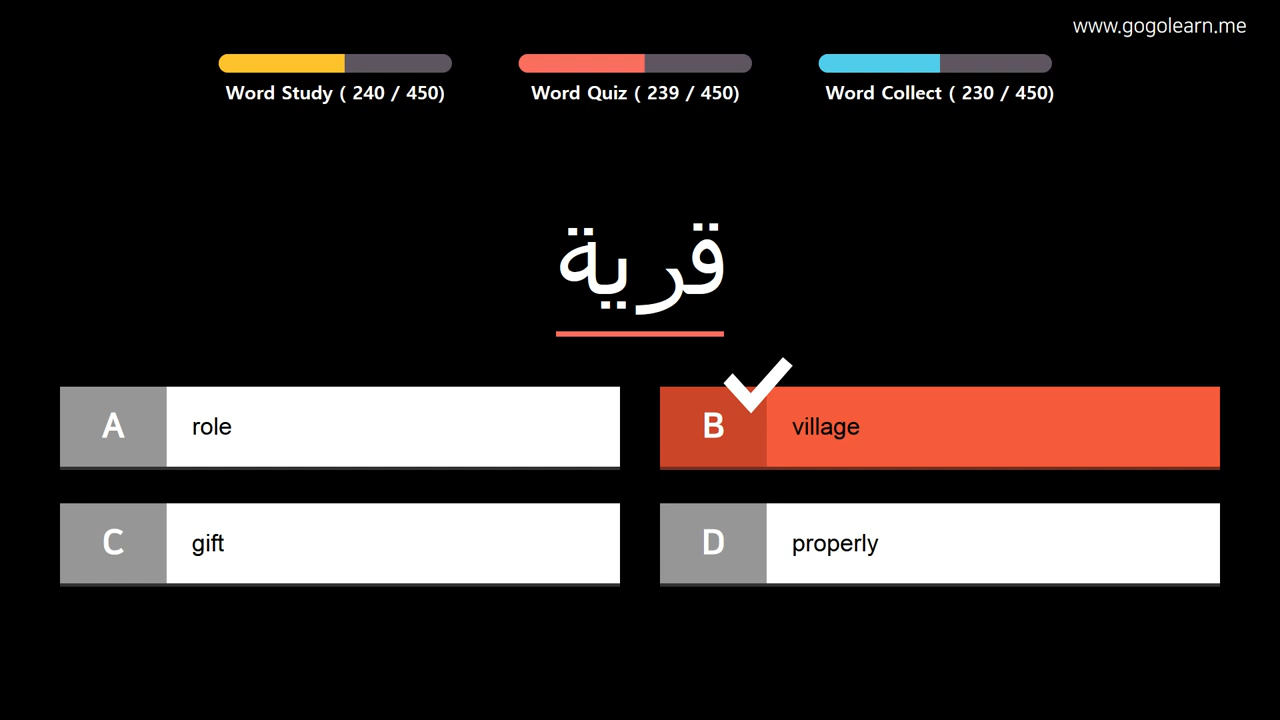 www.gogolearn.me
Word Study ( 240 / 450)
Word Quiz ( 239 / 450)
Word Collect ( 230 / 450)
قرية
A role
B village
C gift
D properly